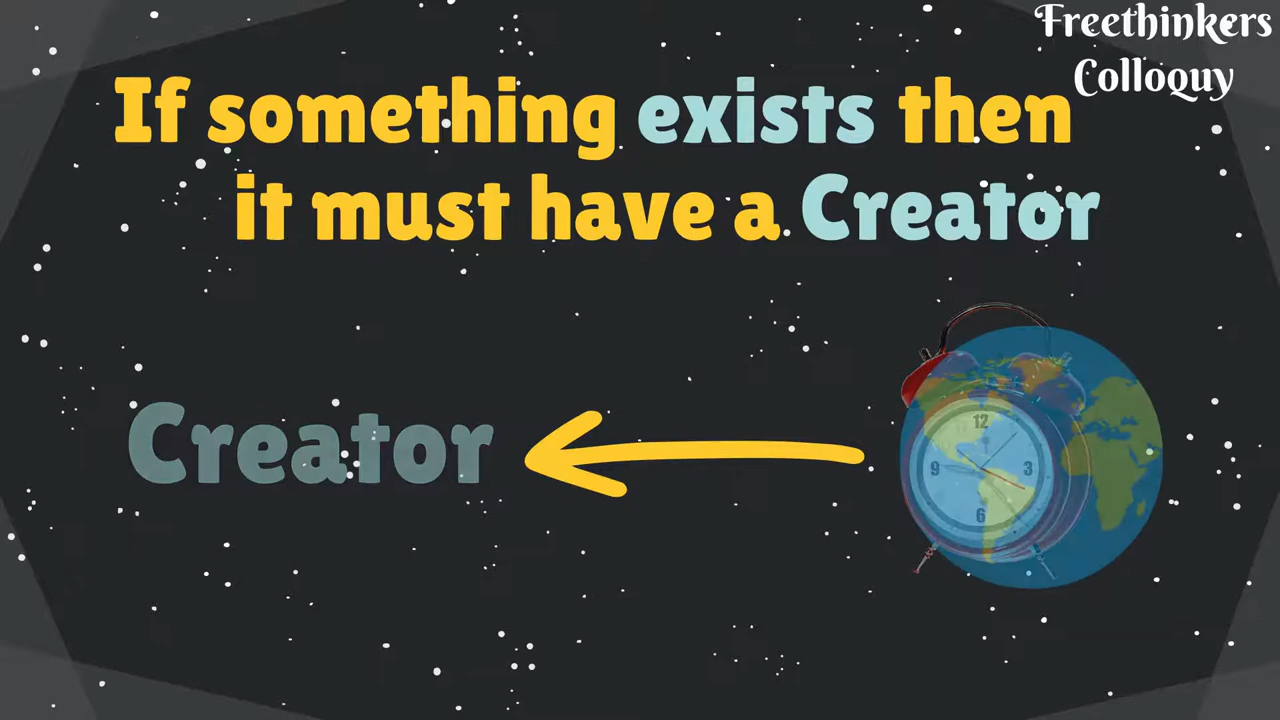 Freethinkers
Colloquy
If something exists then
it must have a Creator
Creator
12
9
3
6